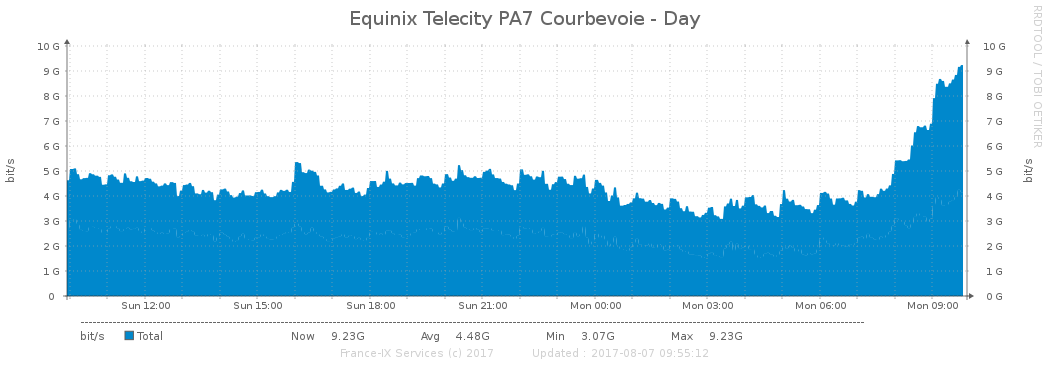 Equinix Telecity PA7 Courbevoie - Day
RRDTOOL / TOBI OETIKER
bit/s
10 G
9 G
8 G
7 G
6 G
5 G
4 G
3 G
2 G
1 G
0
10 G
9 G
8 G
7 G
6 G
5 G
4 G
3 G
2 G
1 G
0 G
bit/s
Sun 12:00 Sun 15:00 Sun 18:00 Sun 21:00 Mon 00:00 Mon 03:00 Mon 06:00 Mon 09:00
bit/s Total Now 9.23G Avg 4.48G Min 3.07G Max 9.23G
France-IX Services (c) 2017 Updated : 2017-08-07 09:55:12